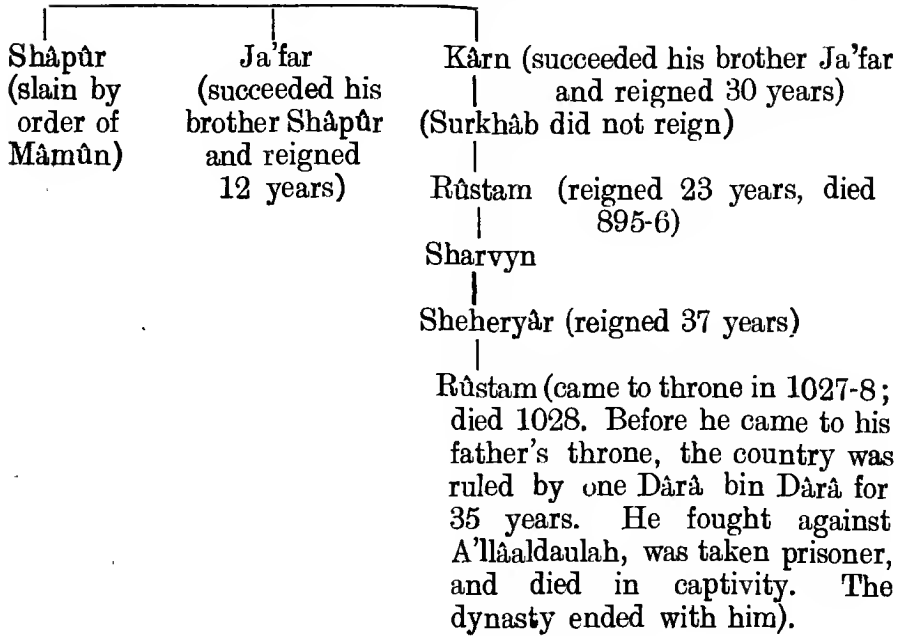 Shâpûr
(slain by
order of
Mâmûn)
Ja’far
(succeeded his
brother Shâpûr
and reigned
12 years)
Kârn (succeeded his brother Ja’far
and reigned 30 years)
(Surkhâb did not reign)
Rûstam (reigned 23 years, died
895-6)
Sharvyn
Sheheryâr (reigned 37 years)
Rûstam (came to throne in 1027-8;
died 1028. Before he came to his
father’s throne, the country was
ruled by one Dârâ bin Dârâ for
35 years. He fought against
A’llâaldaulah, was taken prisoner,
and died in captivity. The
dynasty ended with him).